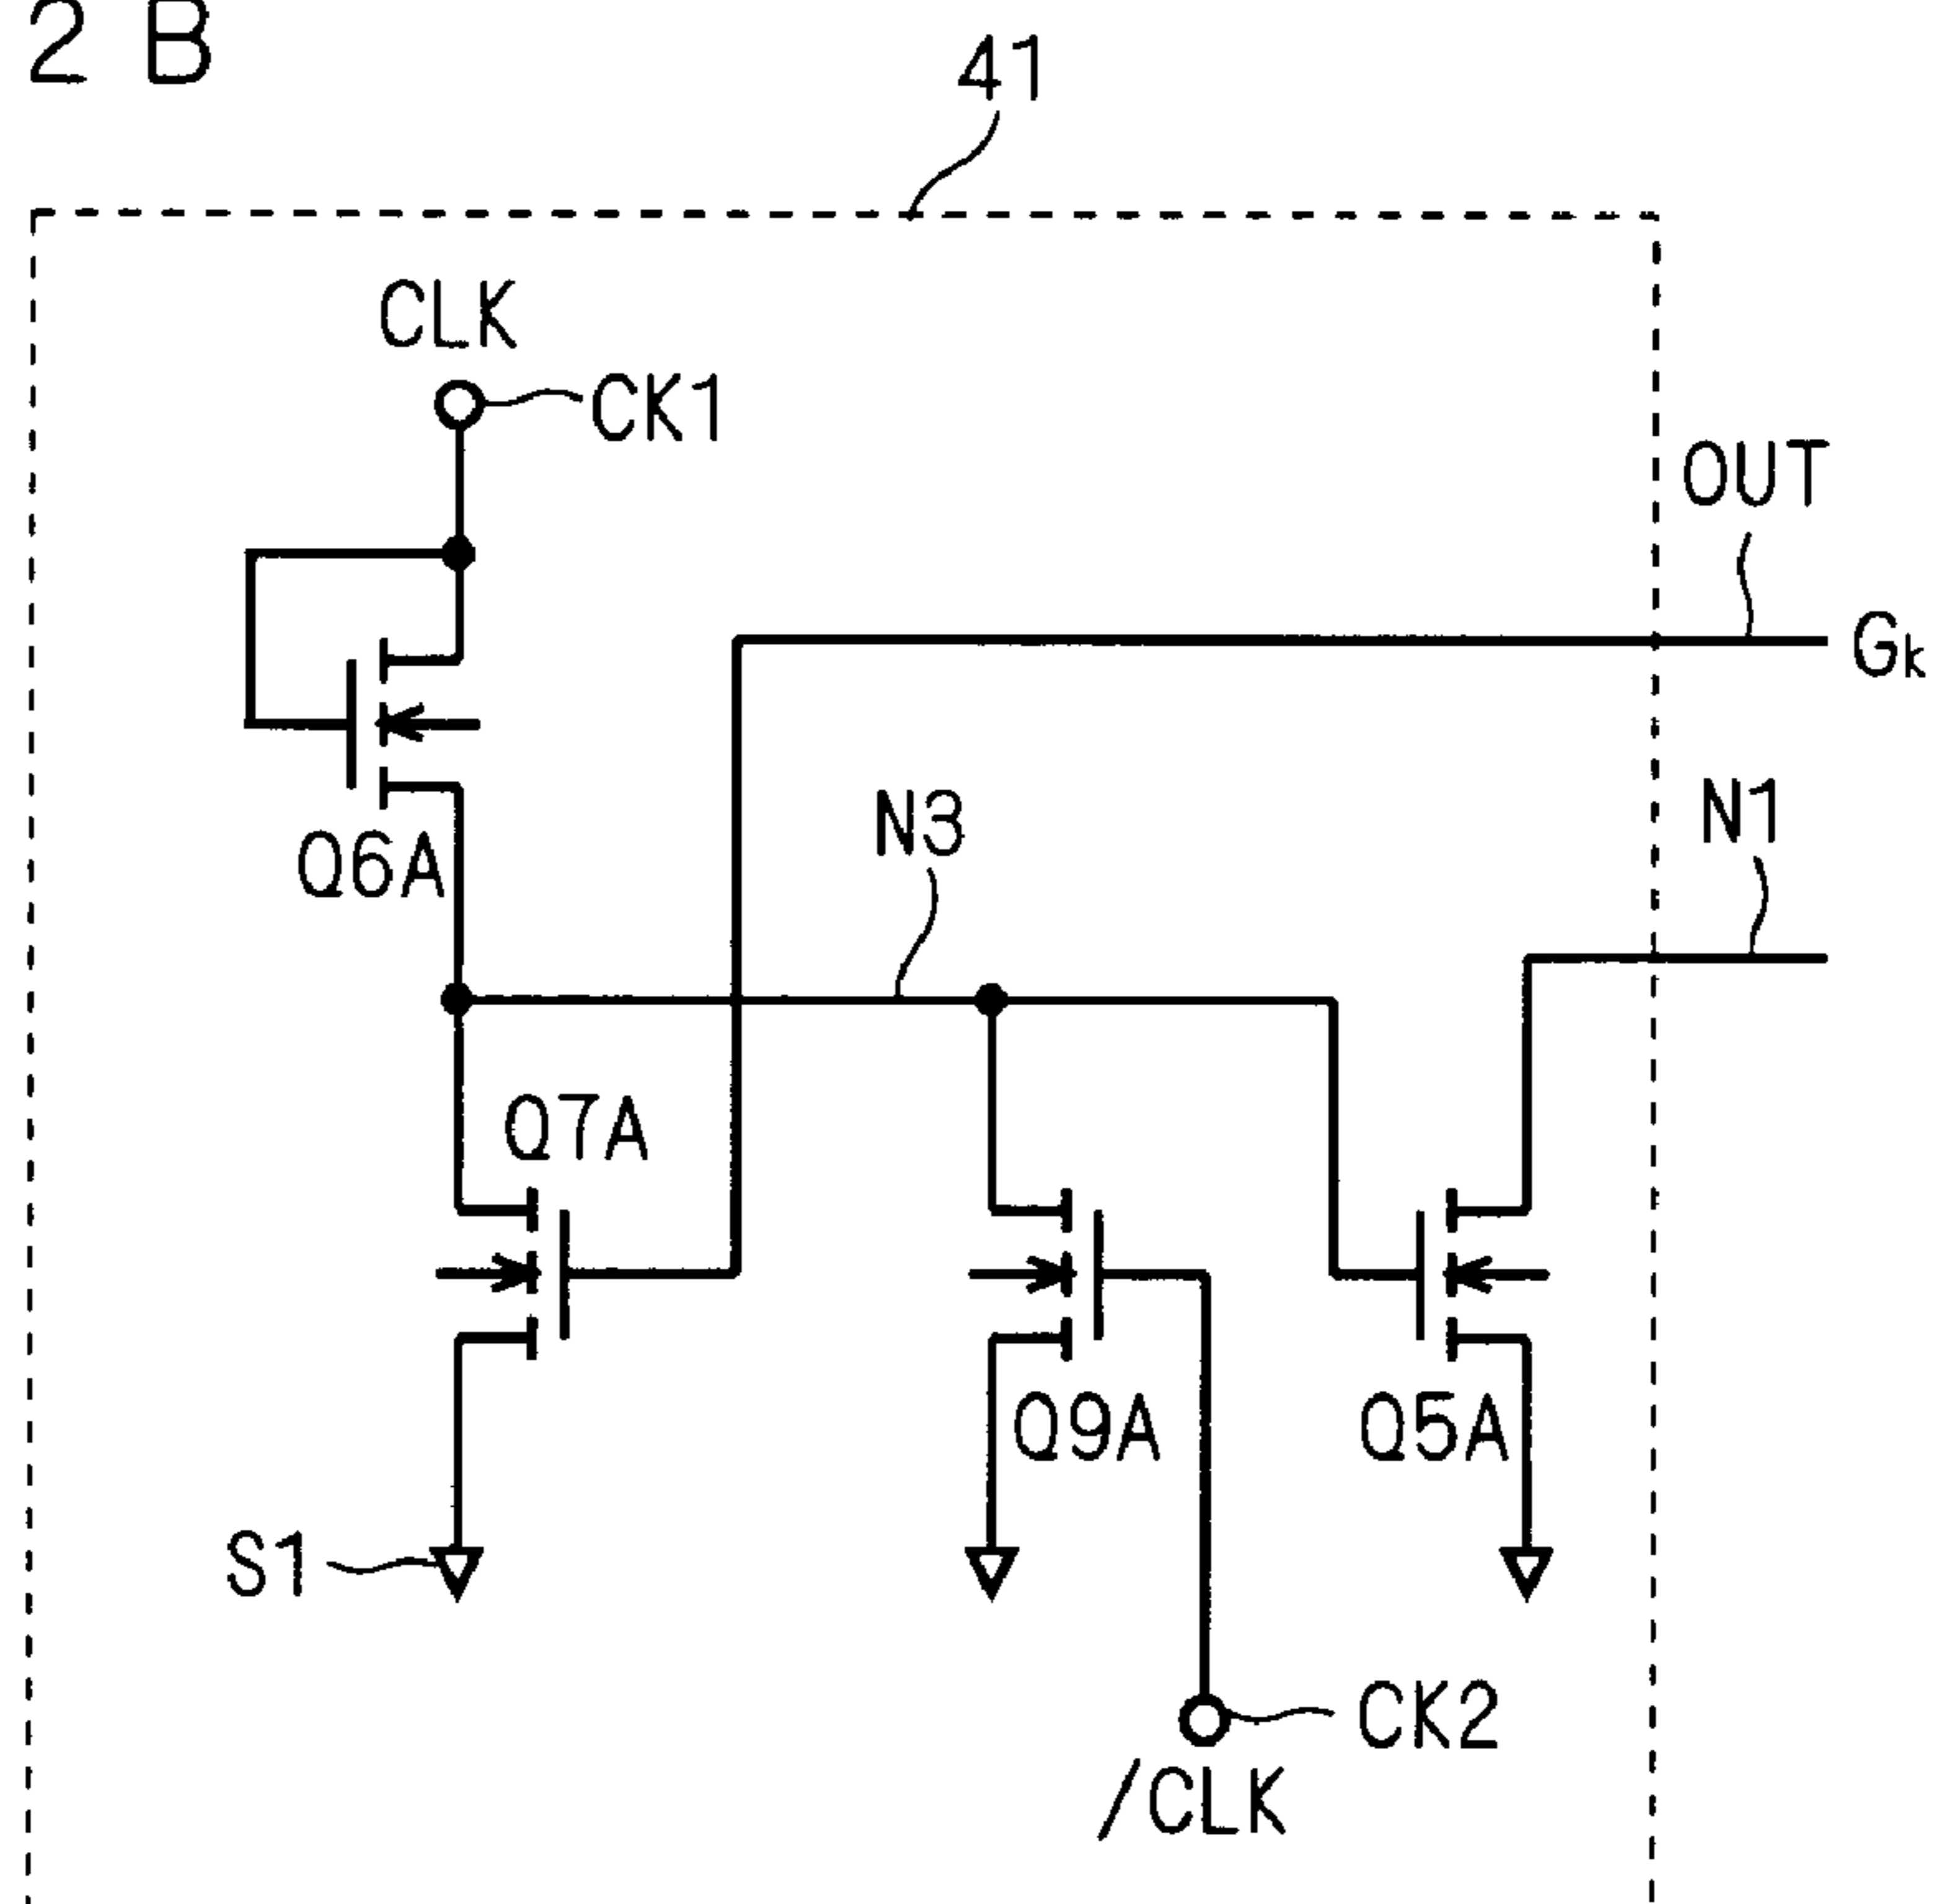 2 B
41
CLK
CK1
OUT
Gk
N3
N1
Q6A
Q7A
Q9A
Q5A
S1
CK2
/CLK